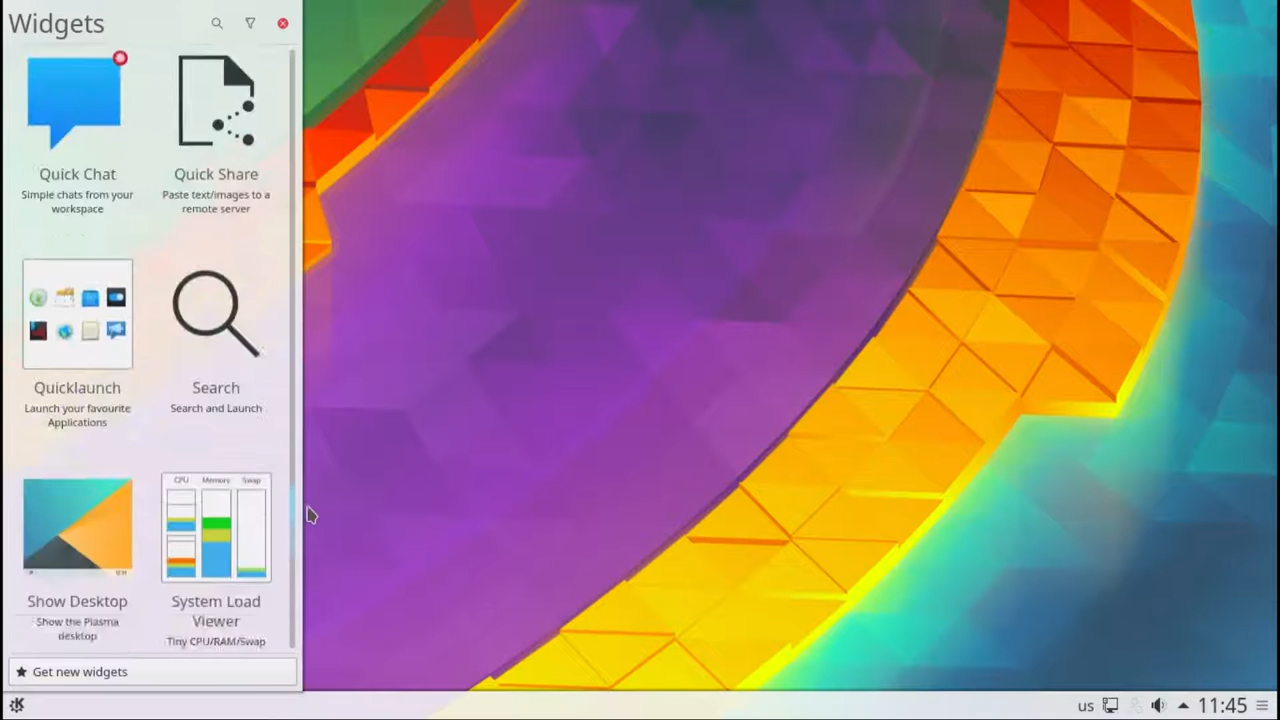 Widgets
Quick Chat
Simple chats from your
workspace
Quick Share
Paste text/images to a
remote server
Quicklaunch
Launch your favourite
Applications
Search
Search and Launch
CPU Memory Swap
Show Desktop
Show the Plasma
desktop
System Load
Viewer
Tiny CPU/RAM/Swap
Get new widgets
us
11:45